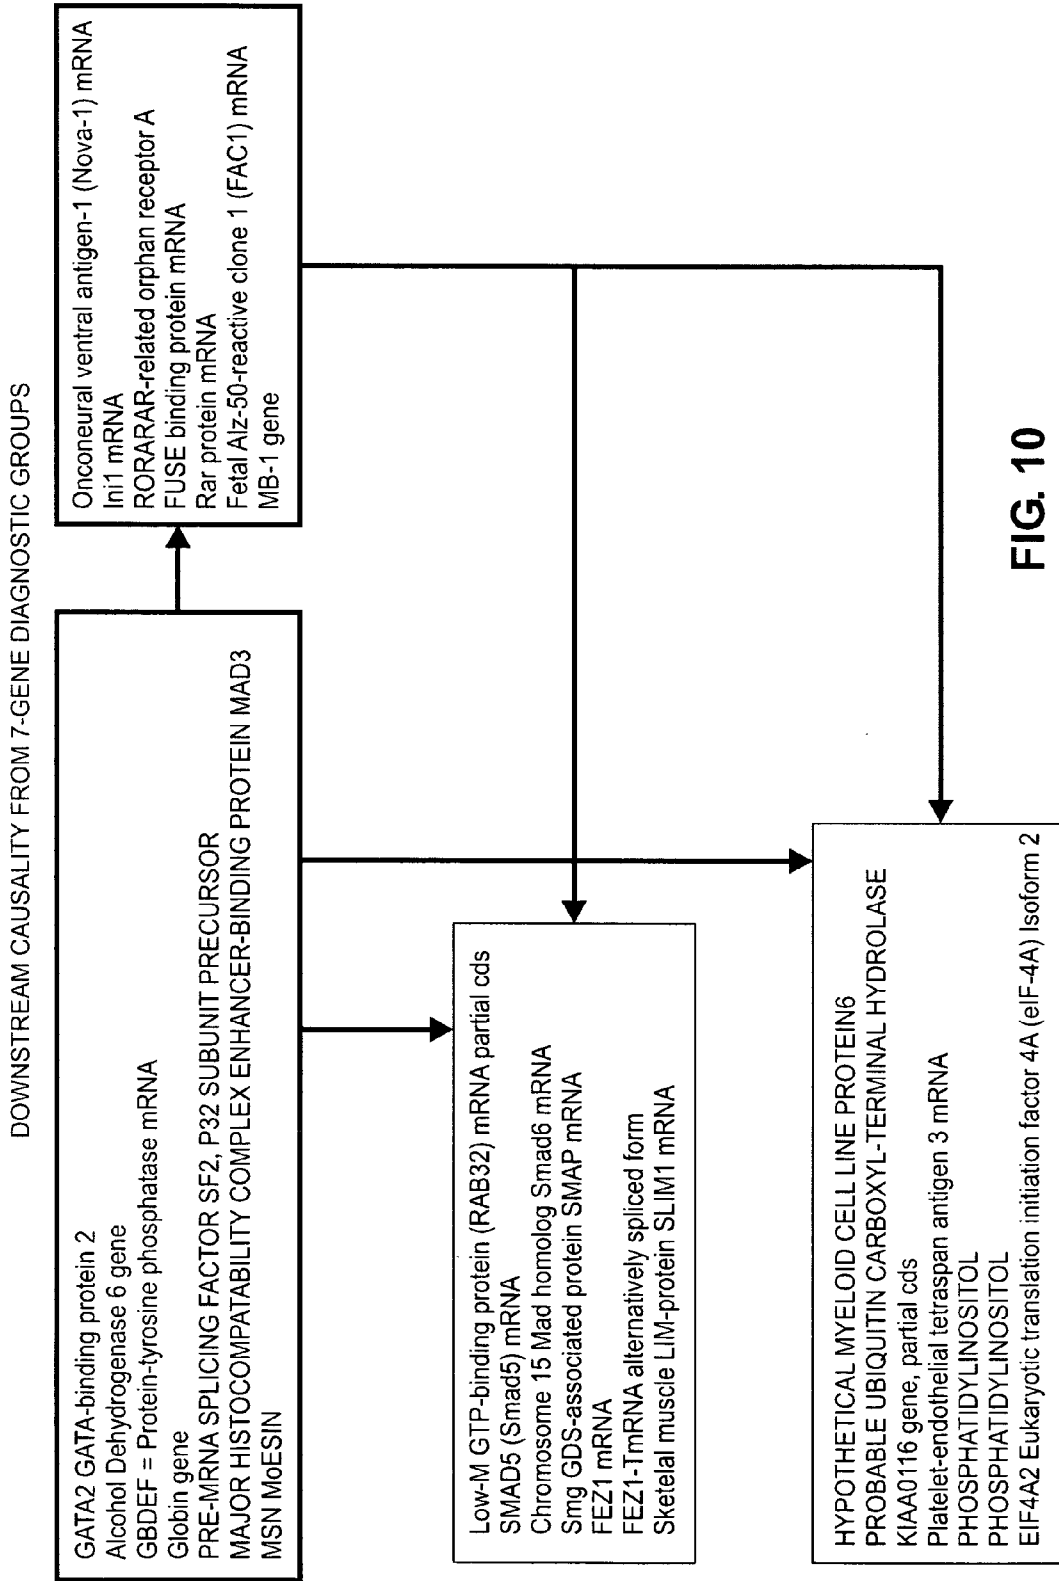 DOWNSTREAM CAUSALITY FROM 7-GENE DIAGNOSTIC GROUPS
GATA2 GATA-binding protein 2
Alcohol Dehydrogenase 6 gene
GBDEF = Protein-tyrosine phosphatase mRNA
Globin gene
PRE-MRNA SPLICING FACTOR SF2, P32 SUBUNIT PRECURSOR
MAJOR HISTOCOMPATABILITY COMPLEX ENHANCER-BINDING PROTEIN MAD3
MSN MoESIN
Onconeural ventral antigen-1 (Nova-1) mRNA
Ini1 mRNA
RORARAR-related orphan receptor A
FUSE binding protein mRNA
Rar protein mRNA
Fetal Alz-50-reactive clone 1 (FAC1) mRNA
MB-1 gene
Low-M GTP-binding protein (RAB32) mRNA partial cds
SMAD5 (Smad5) mRNA
Chromosome 15 Mad homolog Smad6 mRNA
Smg GDS-associated protein SMAP mRNA
FEZ1 mRNA
FEZ1-TmRNA alternatively spliced form
Sketelal muscle LIM-protein SLIM1 mRNA
HYPOTHETICAL MYELOID CELL LINE PROTEIN6
PROBABLE UBIQUITIN CARBOXYL-TERMINAL HYDROLASE
KIAA0116 gene, partial cds
Platelet-endothelial tetraspan antigen 3 mRNA
PHOSPHATIDYLINOSITOL
PHOSPHATIDYLINOSITOL
EIF4A2 Eukaryotic translation initiation factor 4A (eIF-4A) Isoform 2
FIG. 10